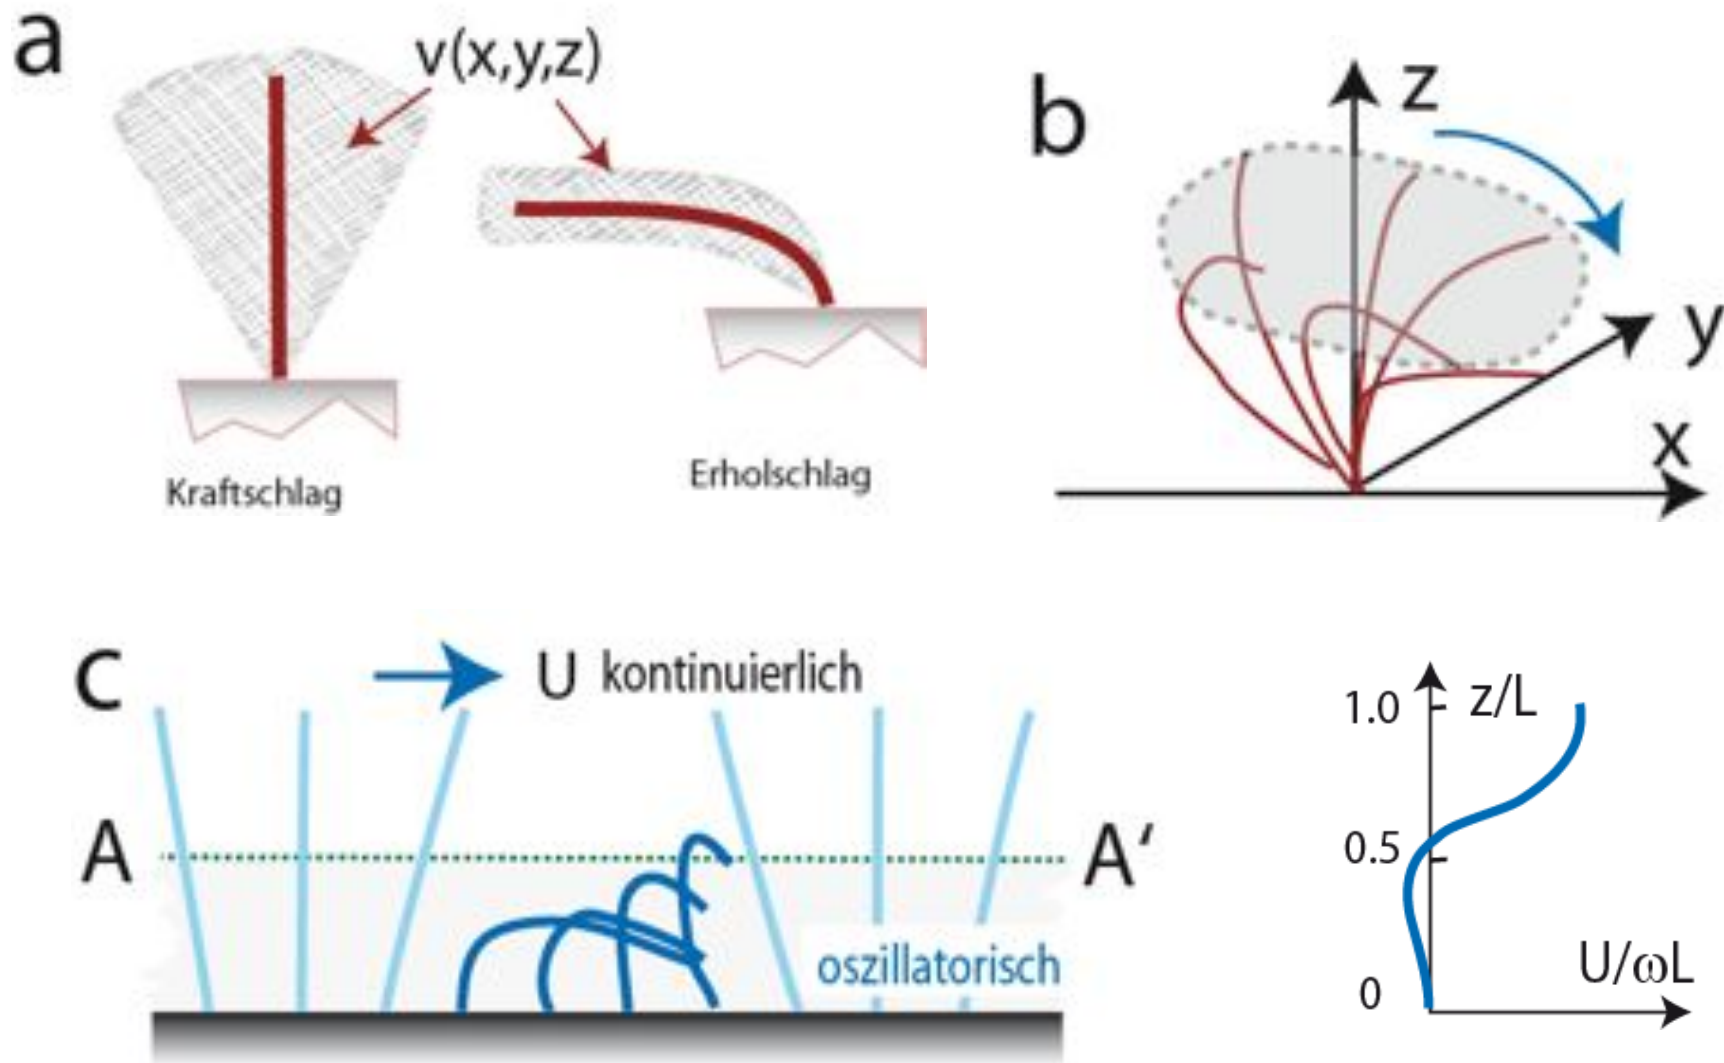 a
v(x,y,z)
Kraftschlag
Erholschlag
b
z
y
x
c
U kontinuierlich
A
A‘
oszillatorisch
1.0
z/L
0.5
0
U/ωL